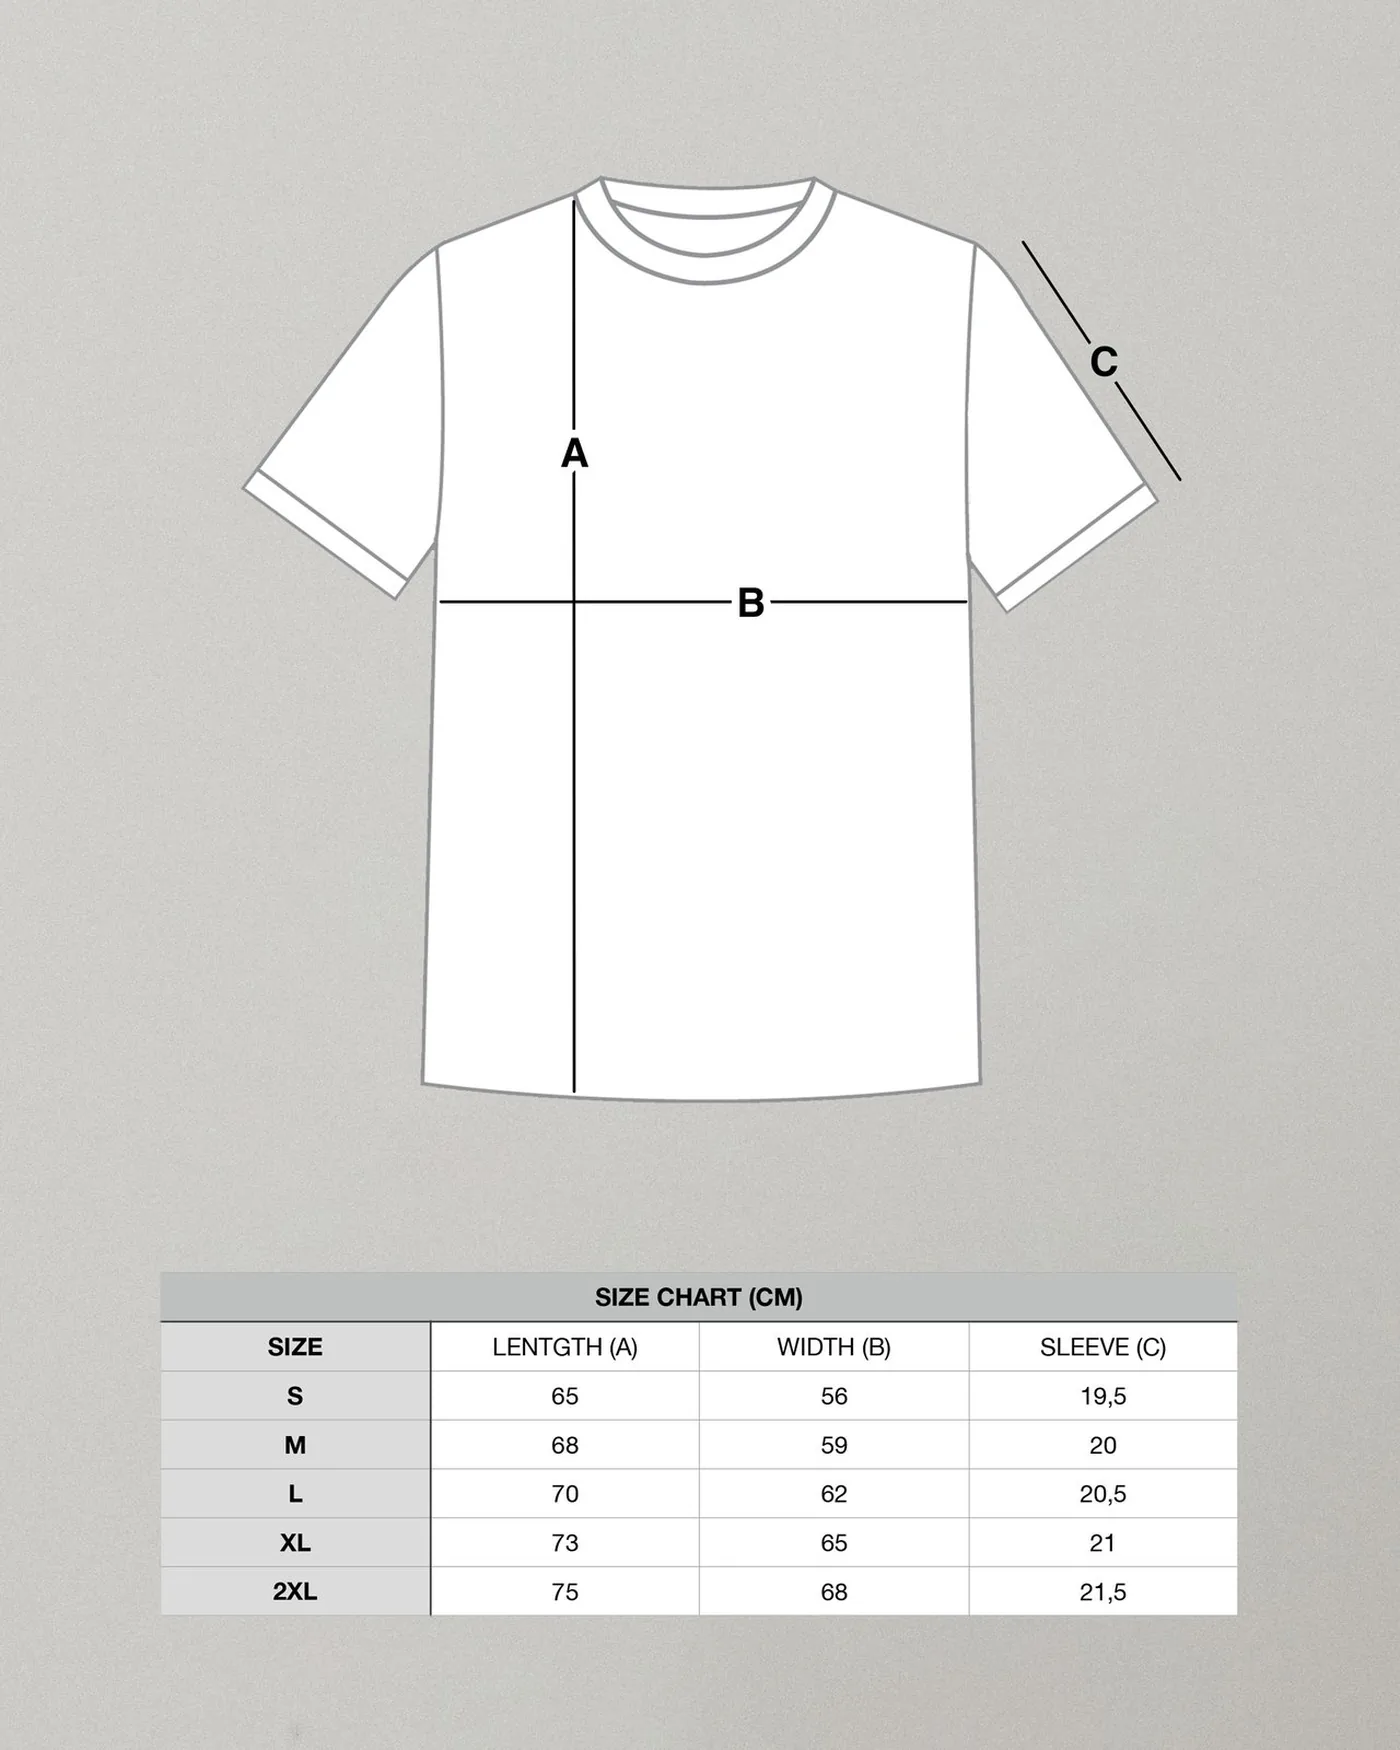 A
C
B
SIZE CHART (CM)
SIZE LENTGTH (A) WIDTH (B) SLEEVE (C)
S 65 56 19,5
M 68 59 20
L 70 62 20,5
XL 73 65 21
2XL 75 68 21,5